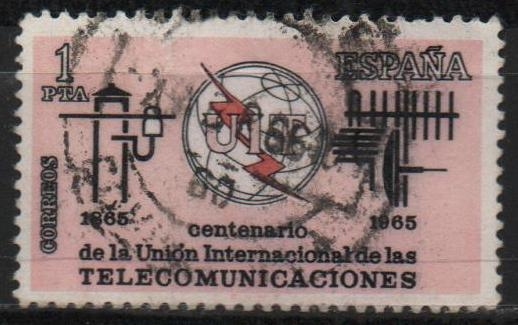 1 ESPAÑA
PTA
CORREOS
UIT
1865 1965
centenario
de la Unión Internacional de las
TELECOMUNICACIONES